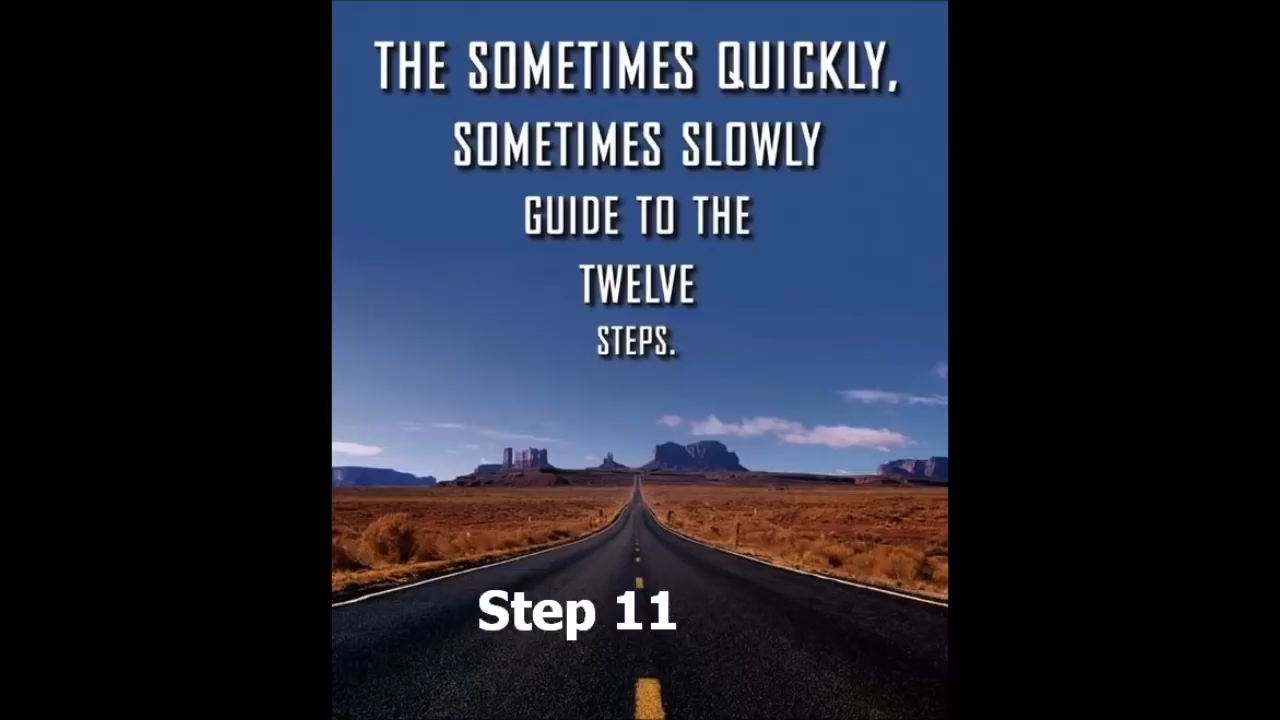 THE SOMETIMES QUICKLY,
SOMETIMES SLOWLY
GUIDE TO THE
TWELVE
STEPS.
Step 11